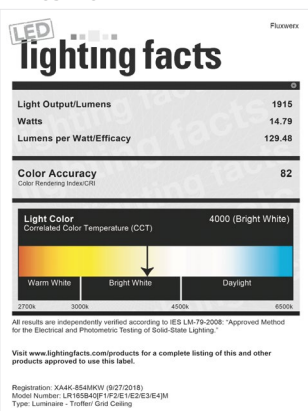 Fluxwerx
LED
lighting facts
Light Output/Lumens 1915
Watts 14.79
Lumens per Watt/Efficacy 129.48
Color Accuracy 82
Color Rendering Index/CRI
Light Color 4000 (Bright White)
Correlated Color Temperature (CCT)
Warm White Bright White Daylight
2700k 3000k 4500k 6500k
All results are independently verified according to IES LM-79-2008: "Approved Method
for the Electrical and Photometric Testing of Solid-State Lighting."
Visit www.lightingfacts.com/products for a complete listing of this and other
products approved to use this label.
Registration: XA4K-854MKW (9/27/2018)
Model Number: LR165B40[F1/F2/E1/E2/E3/E4]M
Type: Luminaire - Troffer/ Grid Ceiling